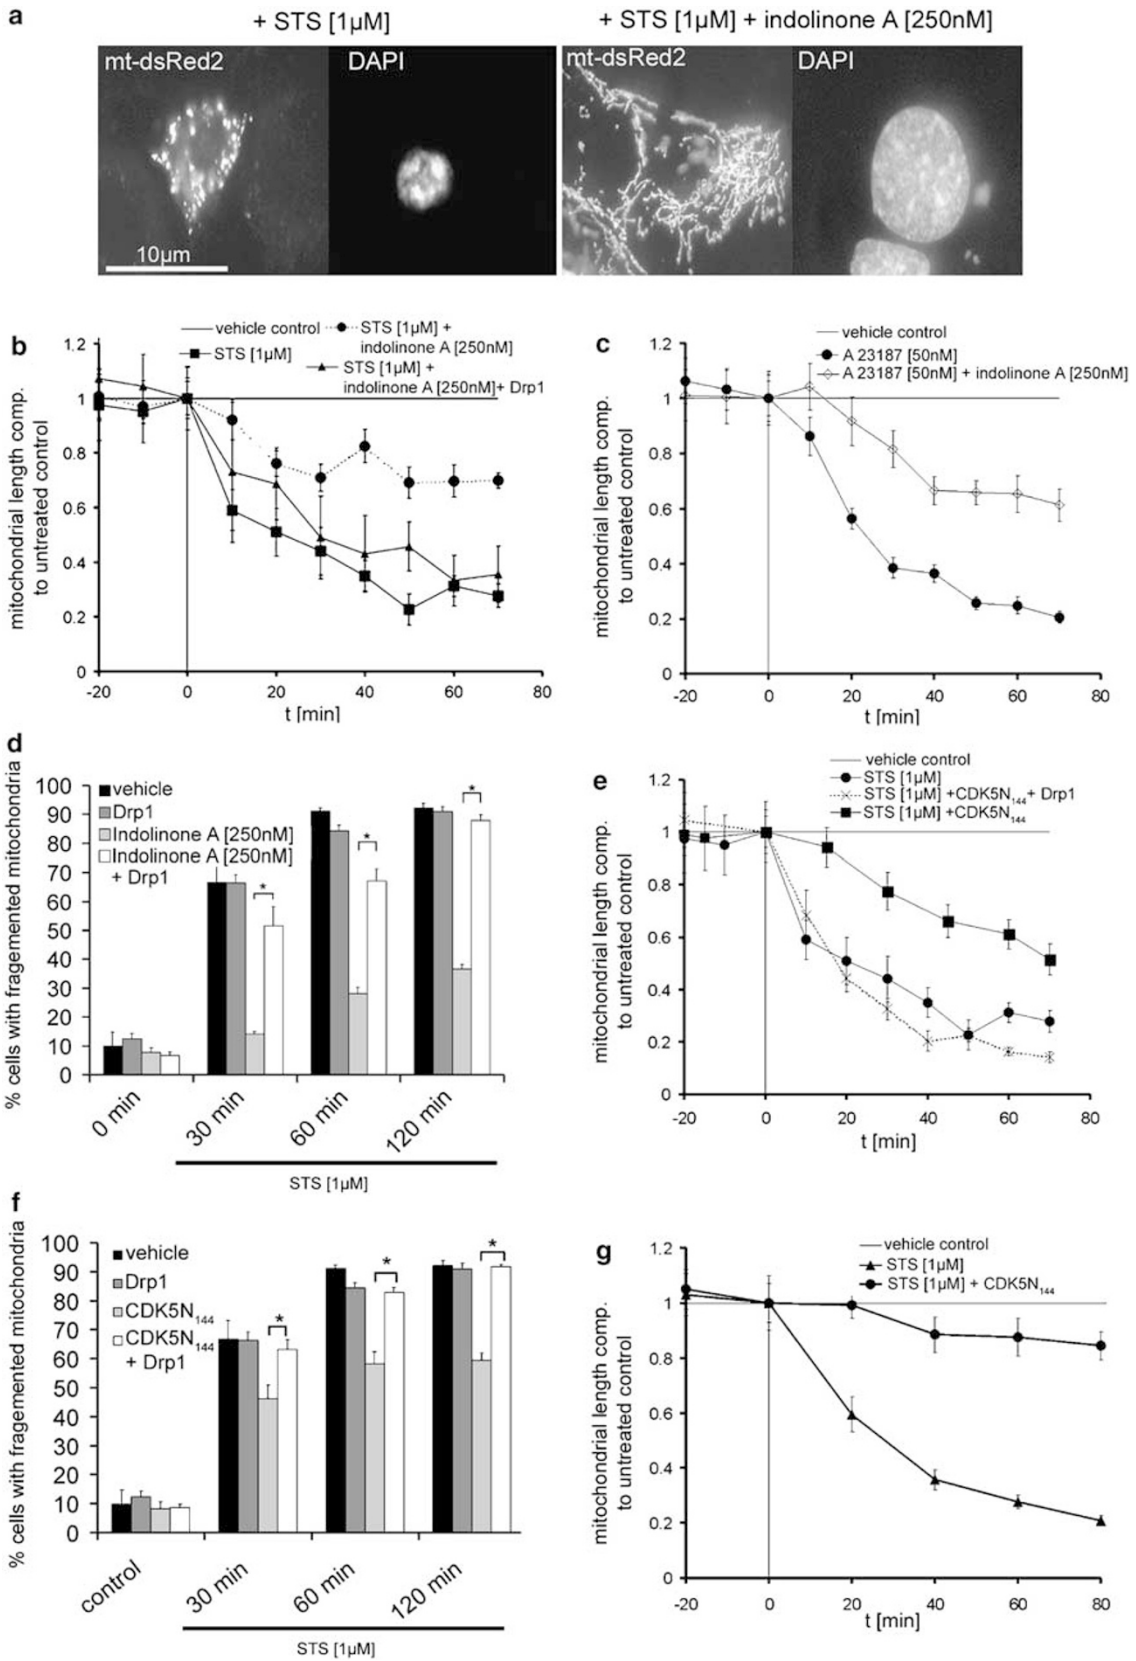 a
+ STS [1µM]
+ STS [1µM] + indolinone A [250nM]
mt-dsRed2
DAPI
mt-dsRed2
DAPI
10µm
b
vehicle control
STS [1µM] +
indolinone A [250nM]
STS [1µM]
STS [1µM] +
indolinone A [250nM]+ Drp1
mitochondrial length comp.
to untreated control
1.2
1
0.8
0.6
0.4
0.2
0
-20
0
20
40
60
80
t [min]
c
vehicle control
A 23187 [50nM]
A 23187 [50nM] + indolinone A [250nM]
mitochondrial length comp.
to untreated control
1.2
1
0.8
0.6
0.4
0.2
0
-20
0
20
40
60
80
t [min]
d
% cells with fragemented mitochondria
100
90
80
70
60
50
40
30
20
10
0
vehicle
Drp1
Indolinone A [250nM]
Indolinone A [250nM]
+ Drp1
*
*
*
0 min
30 min
60 min
120 min
STS [1µM]
e
vehicle control
STS [1µM]
STS [1µM] +CDK5N144+ Drp1
STS [1µM] +CDK5N144
mitochondrial length comp.
to untreated control
1.2
1
0.8
0.6
0.4
0.2
0
-20
0
20
40
60
80
t [min]
f
% cells with fragemented mitochondria
100
90
80
70
60
50
40
30
20
10
0
vehicle
Drp1
CDK5N144
CDK5N144
+ Drp1
*
*
*
control
30 min
60 min
120 min
STS [1µM]
g
vehicle control
STS [1µM]
STS [1µM] + CDK5N144
mitochondrial length comp.
to untreated control
1.2
1
0.8
0.6
0.4
0.2
0
-20
0
20
40
60
80
t [min]